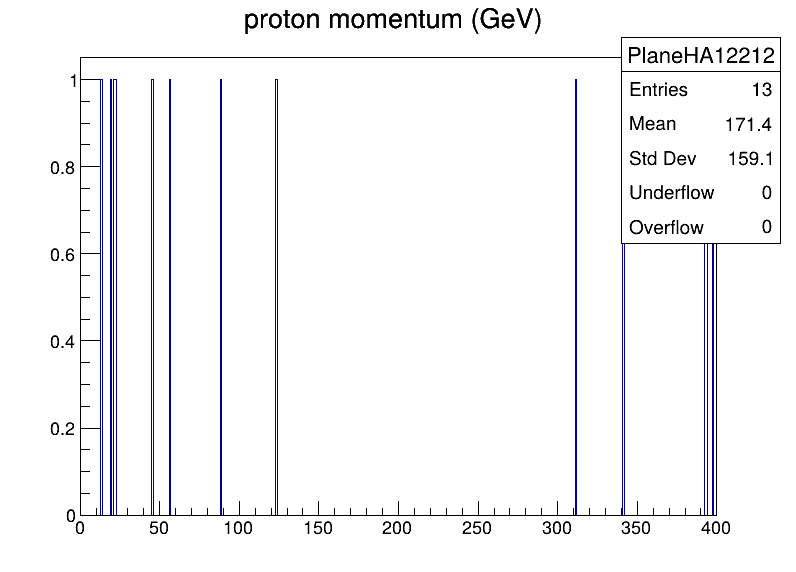 proton momentum (GeV)
PlaneHA12212
Entries 13
Mean 171.4
Std Dev 159.1
Underflow 0
Overflow 0
1
0.8
0.6
0.4
0.2
0
0 50 100 150 200 250 300 350 400